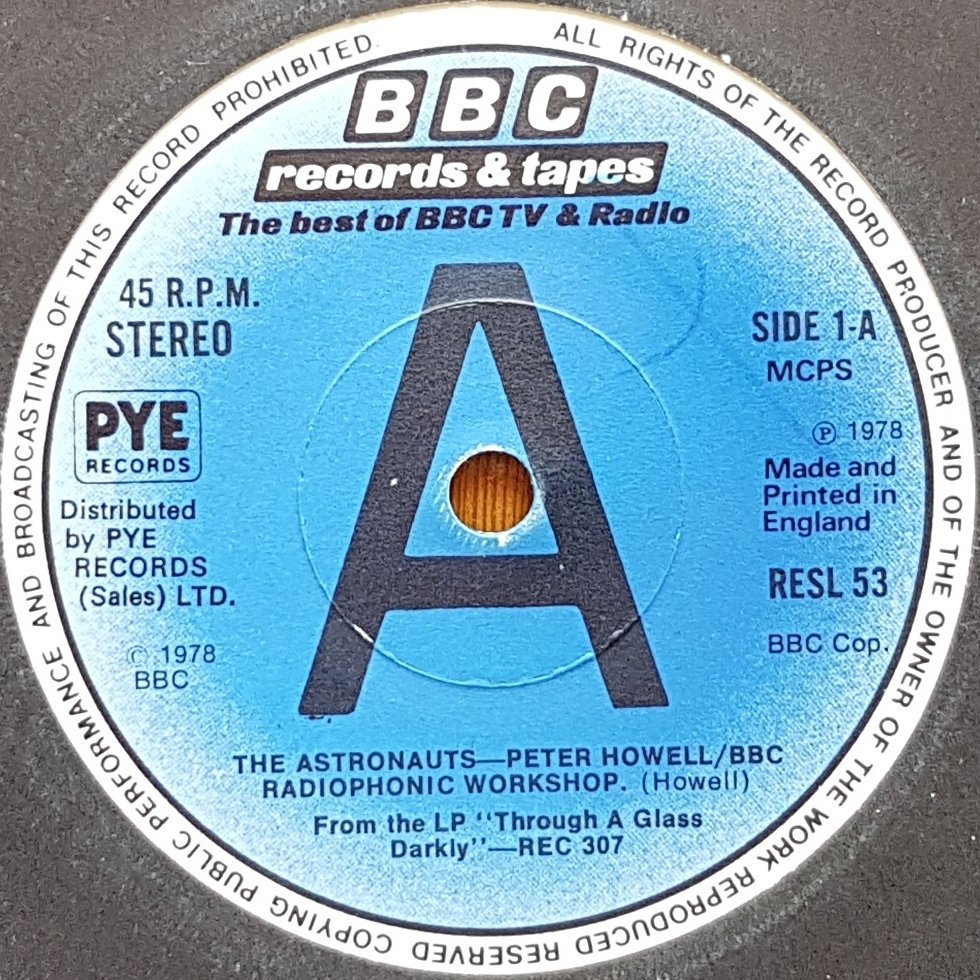 ALL RIGHTS OF THE RECORD PRODUCER AND OF THE OWNER OF THE WORK REPRODUCED RESERVED COPYING PUBLIC PERFORMANCE AND BROADCASTING OF THIS RECORD PROHIBITED.
BBC
records & tapes
The best of BBC TV & Radio
45 R.P.M.
STEREO
PYE
RECORDS
Distributed
by PYE
RECORDS
(Sales) LTD.
© 1978
BBC
A
SIDE 1-A
MCPS
℗ 1978
Made and
Printed in
England
RESL 53
BBC Cop.
THE ASTRONAUTS—PETER HOWELL/BBC
RADIOPHONIC WORKSHOP. (Howell)
From the LP "Through A Glass
Darkly"—REC 307